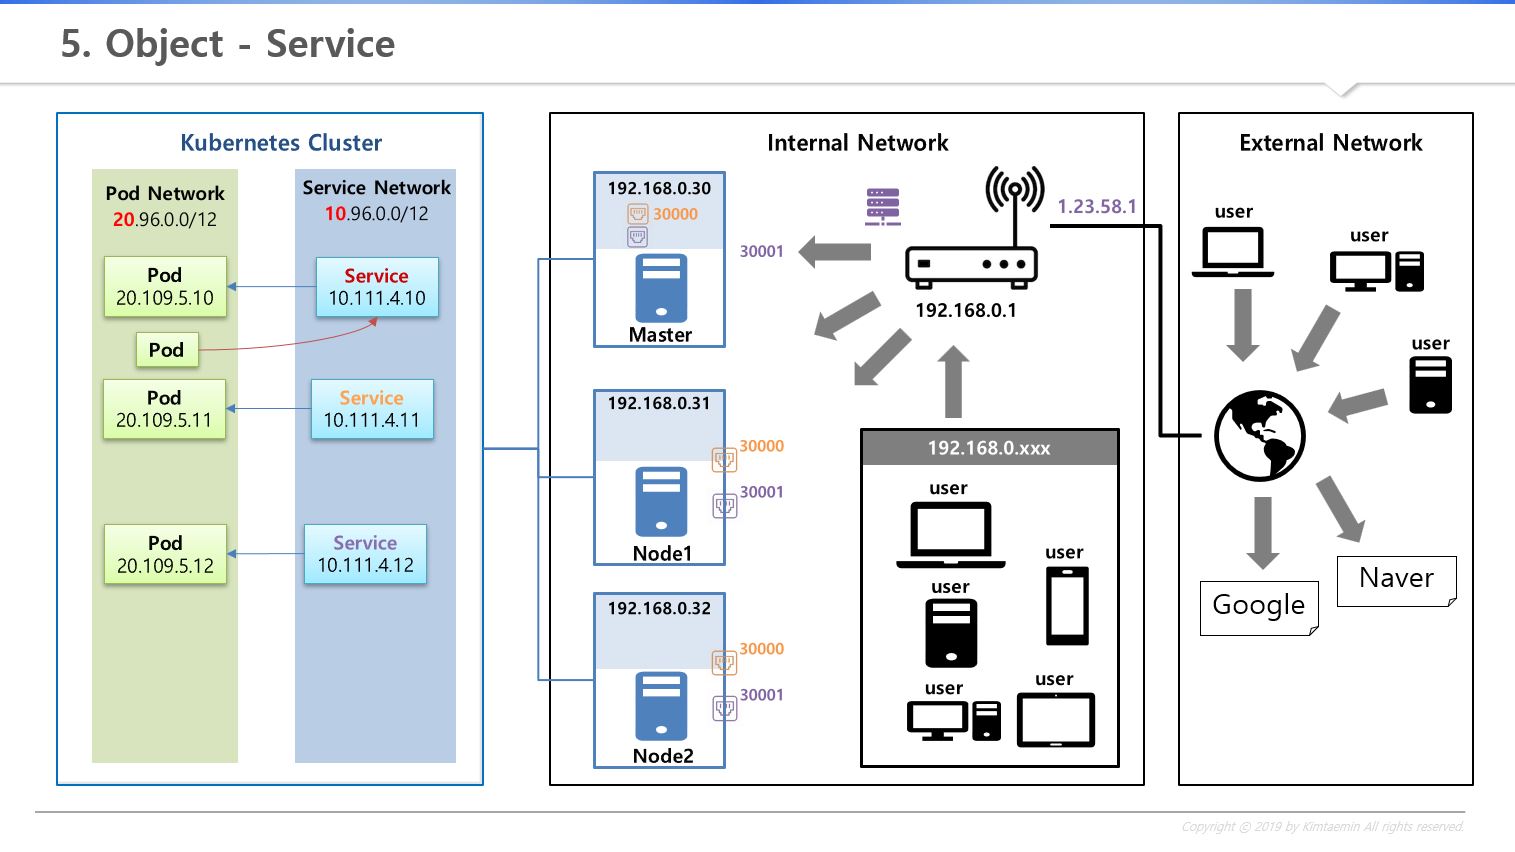 5. Object - Service
Kubernetes Cluster
Pod Network
20.96.0.0/12
Service Network
10.96.0.0/12
Pod
20.109.5.10
Service
10.111.4.10
Pod
Pod
20.109.5.11
Service
10.111.4.11
Pod
20.109.5.12
Service
10.111.4.12
Internal Network
192.168.0.30
30000
30001
Master
192.168.0.31
30000
30001
Node1
192.168.0.32
30000
30001
Node2
192.168.0.1
1.23.58.1
192.168.0.xxx
user
user
user
user
user
External Network
user
user
user
Google
Naver
Copyright ⓒ 2019 by Kimtaemin All rights reserved.